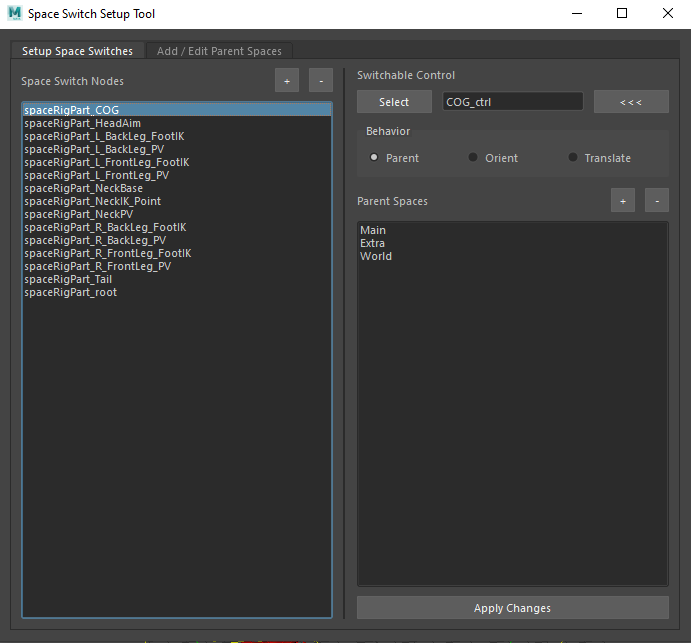 Space Switch Setup Tool
Setup Space Switches
Add / Edit Parent Spaces
Space Switch Nodes
+
-
spaceRigPart_COG
spaceRigPart_HeadAim
spaceRigPart_L_BackLeg_FootIK
spaceRigPart_L_BackLeg_PV
spaceRigPart_L_FrontLeg_FootIK
spaceRigPart_L_FrontLeg_PV
spaceRigPart_NeckBase
spaceRigPart_NeckIK_Point
spaceRigPart_NeckPV
spaceRigPart_R_BackLeg_FootIK
spaceRigPart_R_BackLeg_PV
spaceRigPart_R_FrontLeg_FootIK
spaceRigPart_R_FrontLeg_PV
spaceRigPart_Tail
spaceRigPart_root
Switchable Control
Select
COG_ctrl
<<<
Behavior
Parent
Orient
Translate
Parent Spaces
+
-
Main
Extra
World
Apply Changes